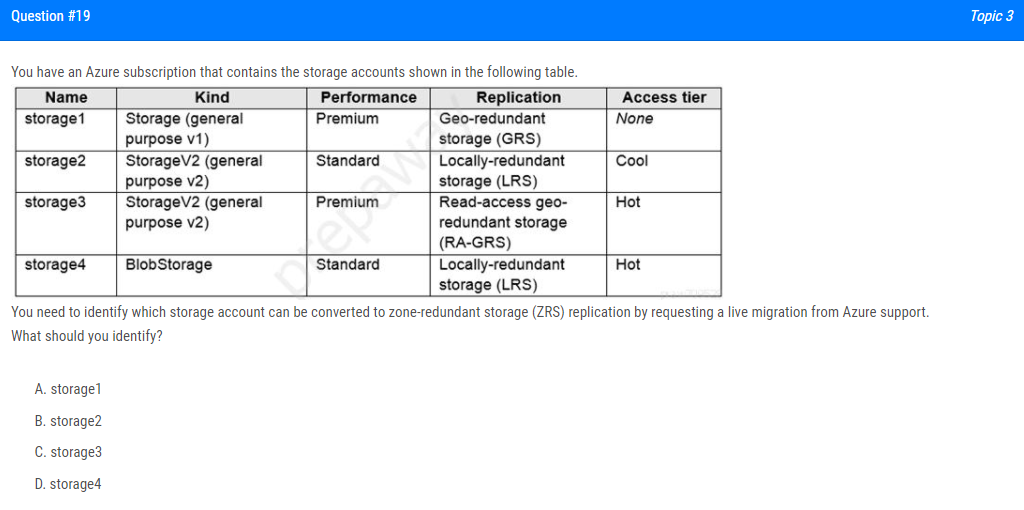 Question #19
Topic 3
You have an Azure subscription that contains the storage accounts shown in the following table.
Name Kind Performance Replication Access tier
storage1 Storage (general purpose v1) Premium Geo-redundant storage (GRS) None
storage2 StorageV2 (general purpose v2) Standard Locally-redundant storage (LRS) Cool
storage3 StorageV2 (general purpose v2) Premium Read-access geo-redundant storage (RA-GRS) Hot
storage4 BlobStorage Standard Locally-redundant storage (LRS) Hot
You need to identify which storage account can be converted to zone-redundant storage (ZRS) replication by requesting a live migration from Azure support.
What should you identify?
A. storage1
B. storage2
C. storage3
D. storage4